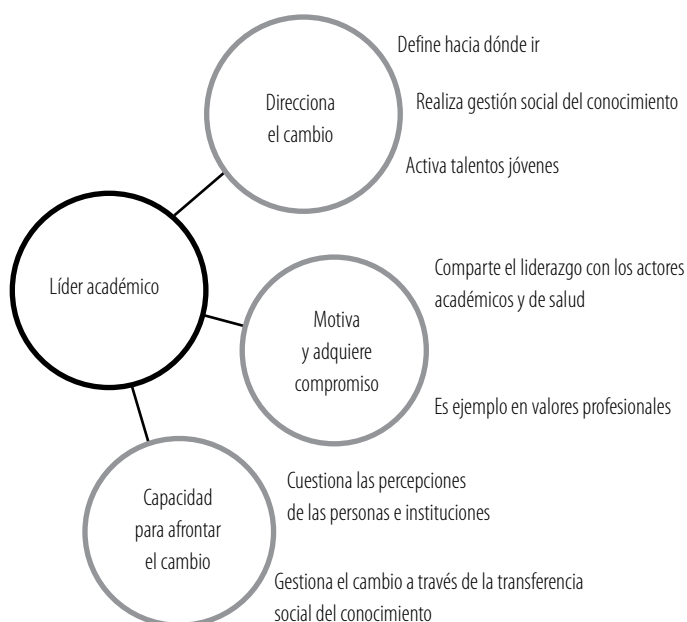 Direcciona
el cambio
Define hacia dónde ir
Realiza gestión social del conocimiento
Activa talentos jóvenes
Líder académico
Motiva
y adquiere
compromiso
Comparte el liderazgo con los actores
académicos y de salud
Es ejemplo en valores profesionales
Capacidad
para afrontar
el cambio
Cuestiona las percepciones
de las personas e instituciones
Gestiona el cambio a través de la transferencia
social del conocimiento